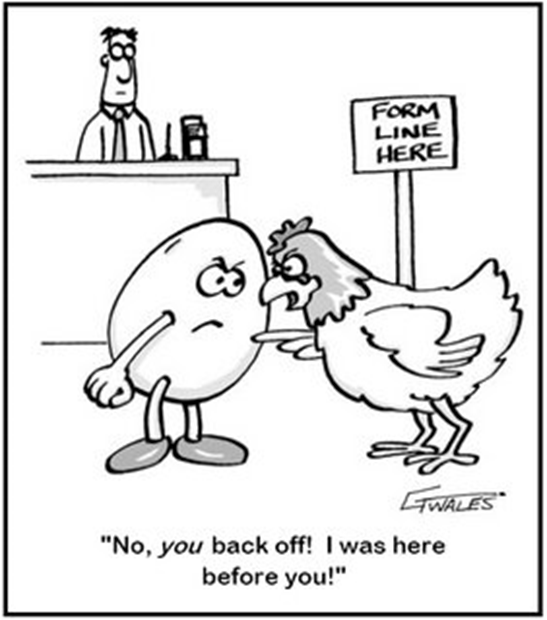 FORM
LINE
HERE
GWALES
"No, you back off! I was here
before you!"